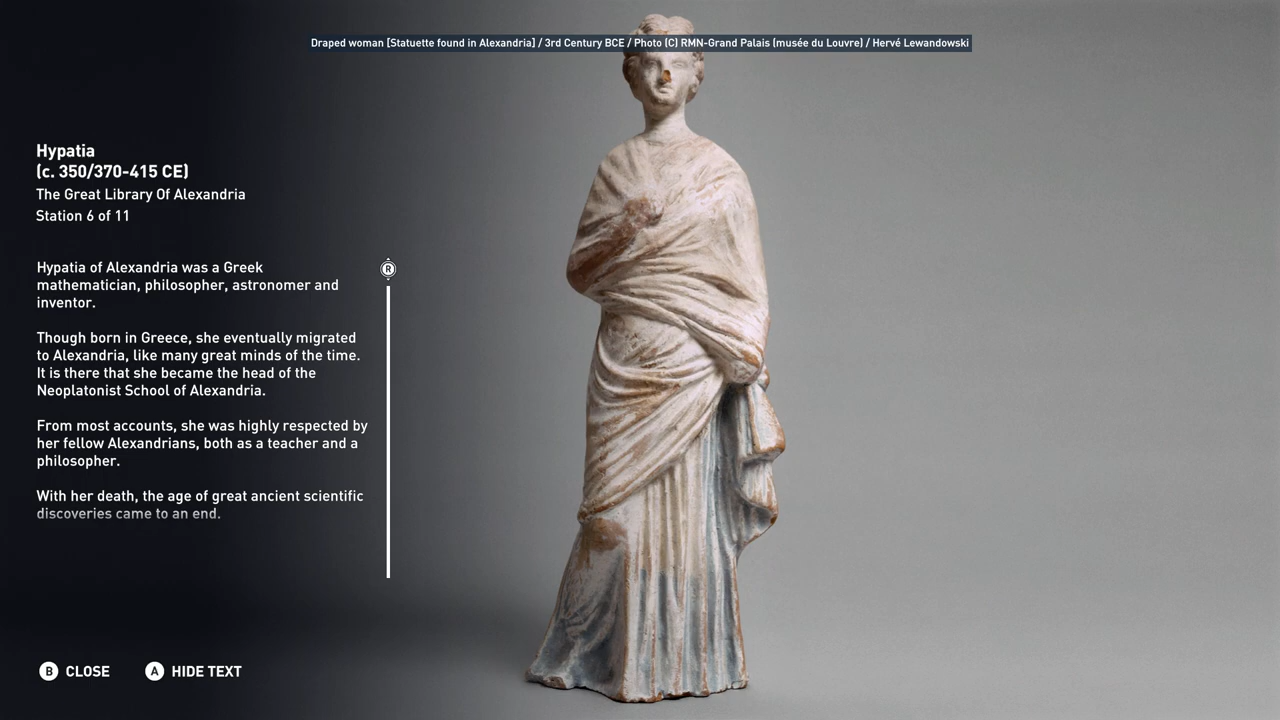 Draped woman [Statuette found in Alexandria] / 3rd Century BCE / Photo (C) RMN-Grand Palais (musée du Louvre) / Hervé Lewandowski
Hypatia
(c. 350/370-415 CE)
The Great Library Of Alexandria
Station 6 of 11
R
Hypatia of Alexandria was a Greek
mathematician, philosopher, astronomer and
inventor.
Though born in Greece, she eventually migrated
to Alexandria, like many great minds of the time.
It is there that she became the head of the
Neoplatonist School of Alexandria.
From most accounts, she was highly respected by
her fellow Alexandrians, both as a teacher and a
philosopher.
With her death, the age of great ancient scientific
discoveries came to an end.
B CLOSE A HIDE TEXT